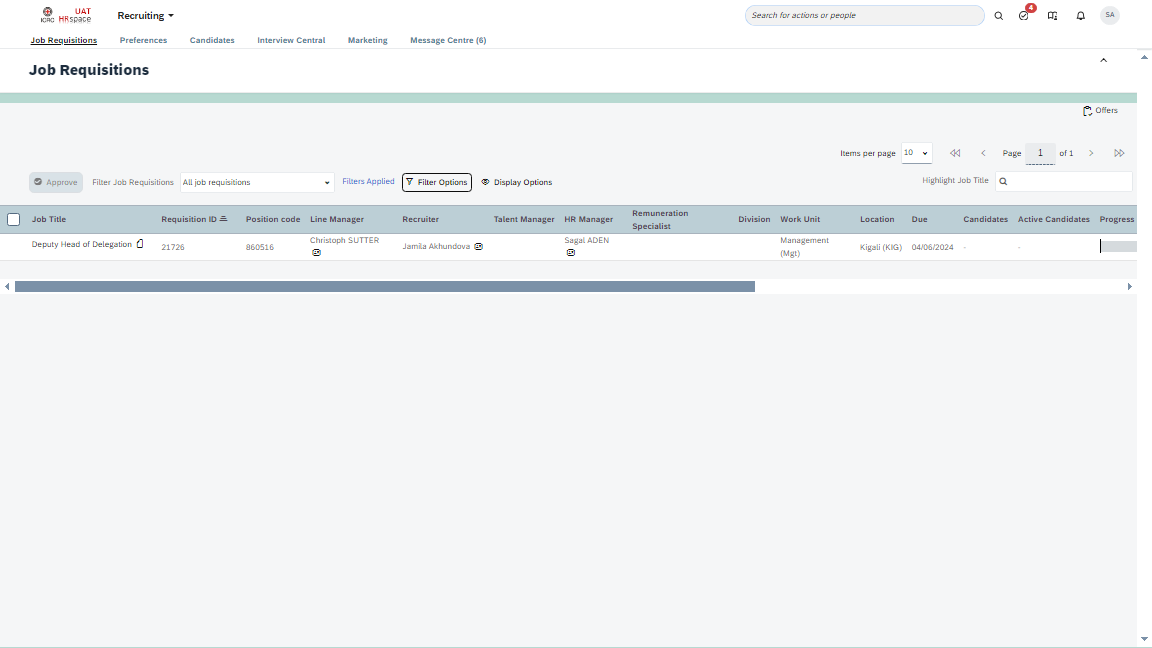 ICRC
UAT
HRspace
Recruiting
Search for actions or people
4
SA
Job Requisitions
Preferences
Candidates
Interview Central
Marketing
Message Centre (6)
Job Requisitions
Offers
Items per page 10
Page 1 of 1
Approve
Filter Job Requisitions
All job requisitions
Filters Applied
Filter Options
Display Options
Highlight Job Title
Job Title
Requisition ID
Position code
Line Manager
Recruiter
Talent Manager
HR Manager
Remuneration
Specialist
Division
Work Unit
Location
Due
Candidates
Active Candidates
Progress
Deputy Head of Delegation
21726
860516
Christoph SUTTER
Jamila Akhundova
Sagal ADEN
Management
(Mgt)
Kigali (KIG)
04/06/2024
-
-